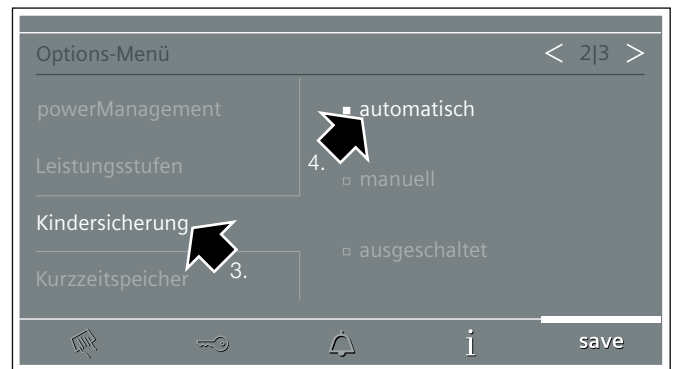 Options-Menü < 2|3 >
powerManagement
automatisch
Leistungsstufen
4.
manuell
Kindersicherung
3.
ausgeschaltet
Kurzzeitspeicher
i
save